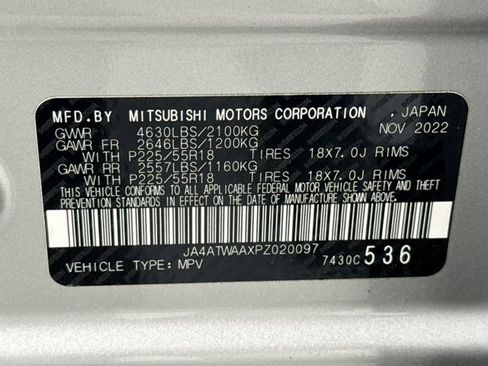 MFD.BY MITSUBISHI MOTORS CORPORATION , JAPAN
GVWR 4630LBS/2100KG NOV 2022
GAWR FR 2646LBS/1200KG
WITH P225/55R18 TIRES 18X7.0J RIMS
GAWR RR 2557LBS/1160KG
WITH P225/55R18 TIRES 18X7.0J RIMS
THIS VEHICLE CONFORMS TO ALL APPLICABLE FEDERAL MOTOR VEHICLE SAFETY AND THEFT
PREVENTION STANDARDS IN EFFECT ON THE DATE OF MANUFACTURE SHOWN ABOVE.
JA4ATWAAXPZ020097
VEHICLE TYPE: MPV 7430C 536